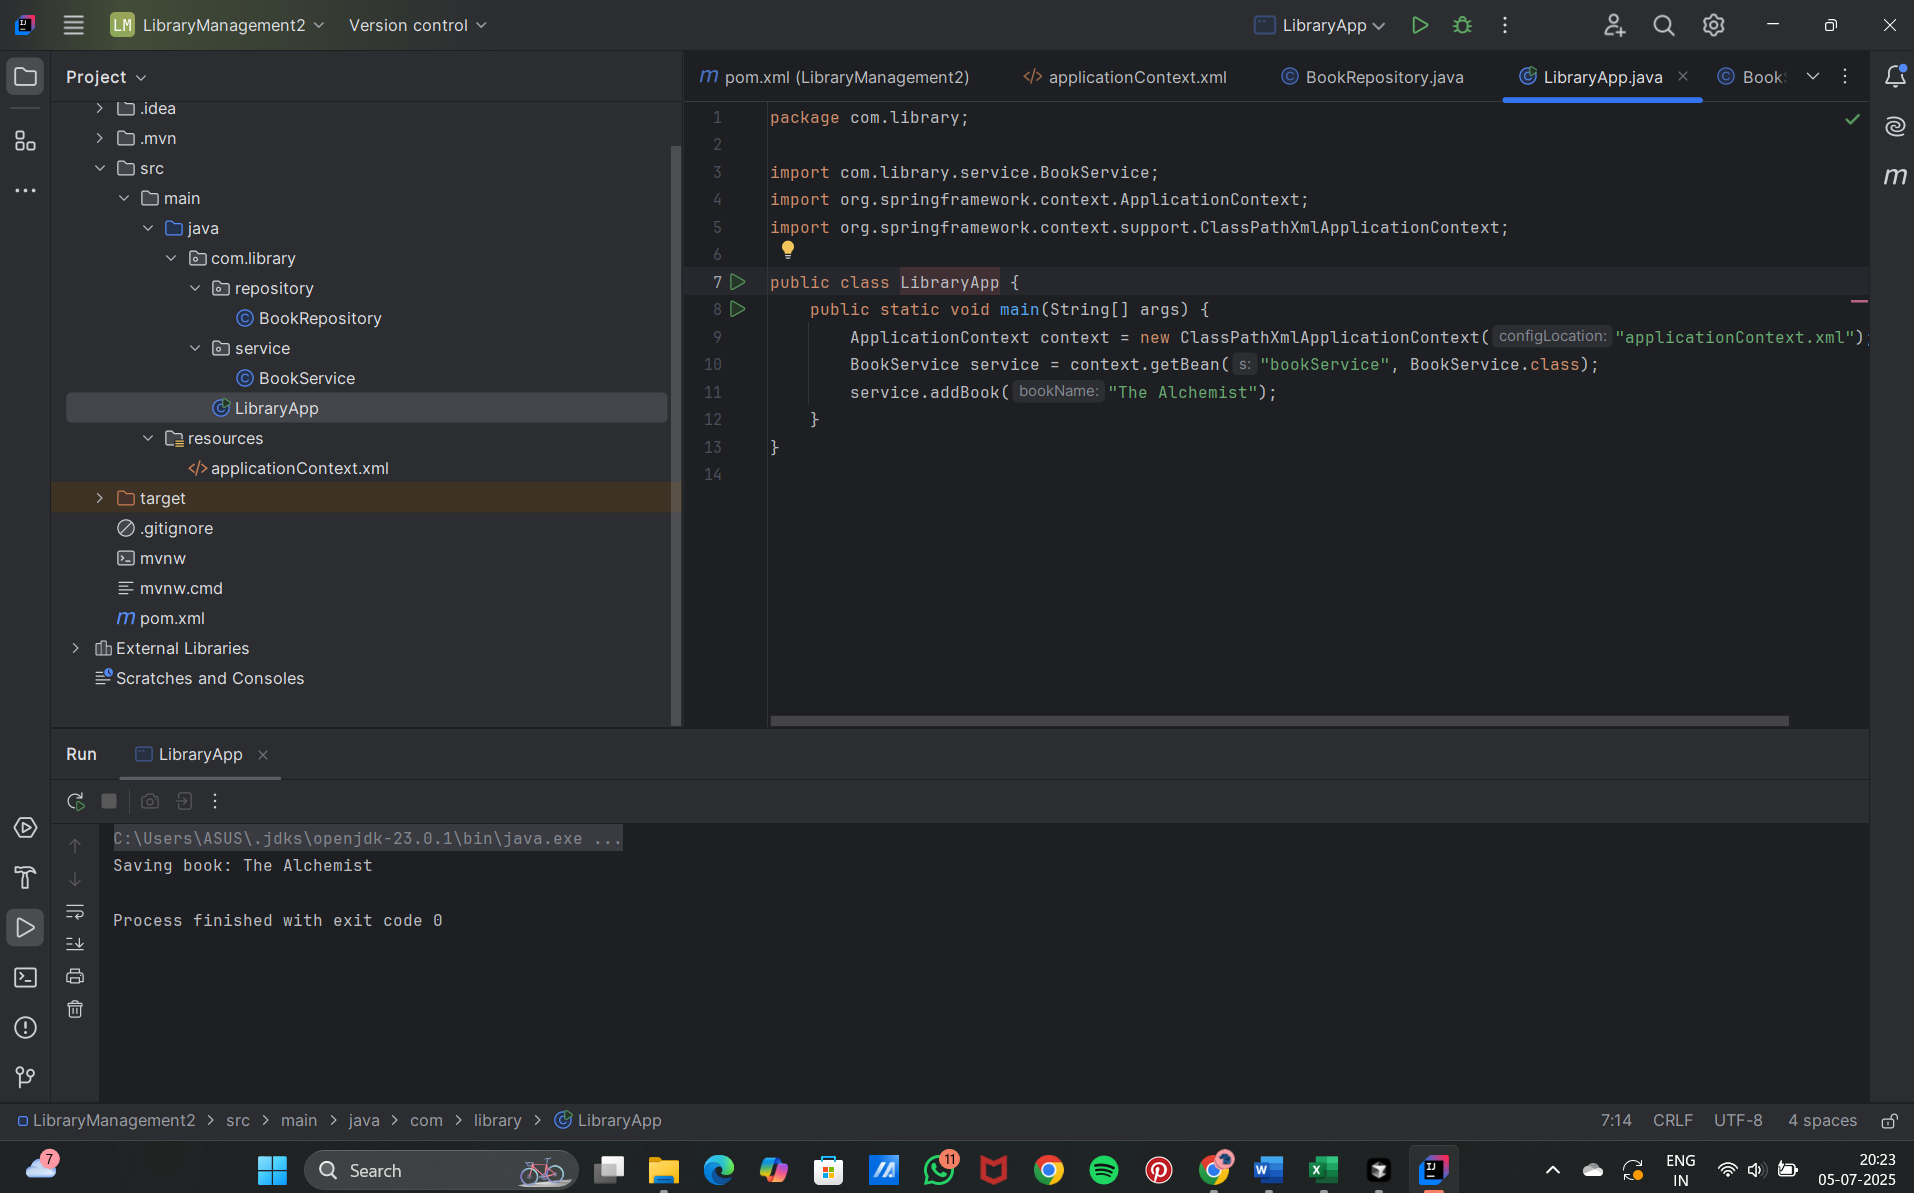 LM LibraryManagement2 Version control LibraryApp
Project
.idea
.mvn
src
main
java
com.library
repository
BookRepository
service
BookService
LibraryApp
resources
applicationContext.xml
target
.gitignore
mvnw
mvnw.cmd
m pom.xml
External Libraries
Scratches and Consoles
m pom.xml (LibraryManagement2) </> applicationContext.xml BookRepository.java LibraryApp.java Book
1 package com.library;
2
3 import com.library.service.BookService;
4 import org.springframework.context.ApplicationContext;
5 import org.springframework.context.support.ClassPathXmlApplicationContext;
6
7 public class LibraryApp {
8 public static void main(String[] args) {
9 ApplicationContext context = new ClassPathXmlApplicationContext( configLocation: "applicationContext.xml");
10 BookService service = context.getBean( s: "bookService", BookService.class);
11 service.addBook( bookName: "The Alchemist");
12 }
13 }
14
Run LibraryApp
C:\Users\ASUS\.jdks\openjdk-23.0.1\bin\java.exe ...
Saving book: The Alchemist
Process finished with exit code 0
LibraryManagement2 > src > main > java > com > library > LibraryApp
7:14 CRLF UTF-8 4 spaces
7
Search
11
ENG
IN
20:23
05-07-2025